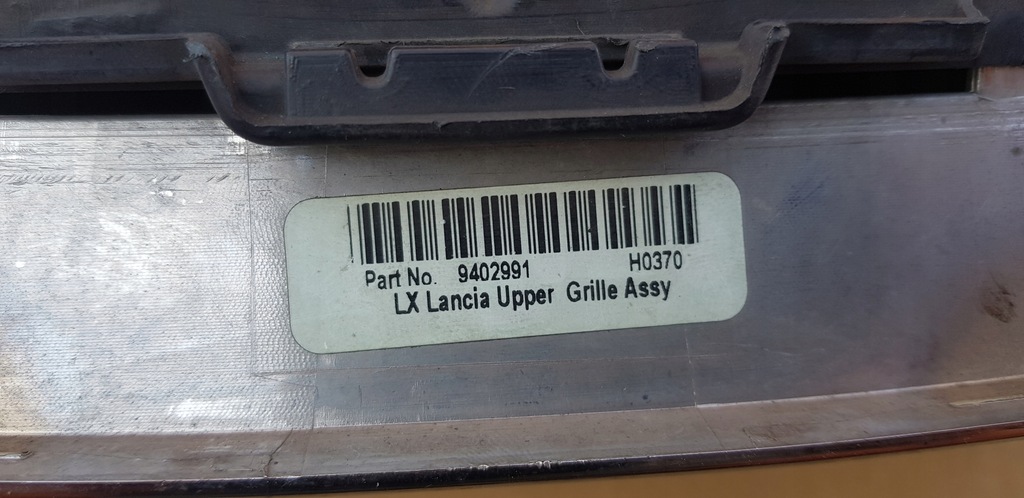 Part No. 9402991 H0370
LX Lancia Upper Grille Assy